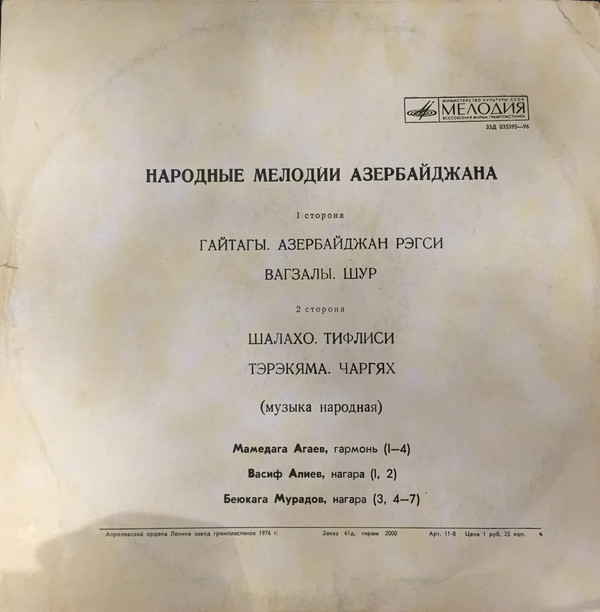 МИНИСТЕРСТВО КУЛЬТУРЫ СССР
МЕЛОДИЯ
ВСЕСОЮЗНАЯ ФИРМА ГРАМПЛАСТИНОК
33Д 035395—96
НАРОДНЫЕ МЕЛОДИИ АЗЕРБАЙДЖАНА
1 сторона
ГАЙТАГЫ. АЗЕРБАЙДЖАН РЭГСИ
ВАГЗАЛЫ. ШУР
2 сторона
ШАЛАХО. ТИФЛИСИ
ТЭРЭКЯМА. ЧАРГЯХ
(музыка народная)
Мамедага Агаев, гармонь (1—4)
Васиф Алиев, нагара (1, 2)
Беюкага Мурадов, нагара (3, 4—7)
Апрелевский ордена Ленина завод грампластинок 1976 г. Заказ 61д, тираж 2000 Арт. 11-8 Цена 1 руб. 25 коп. ч